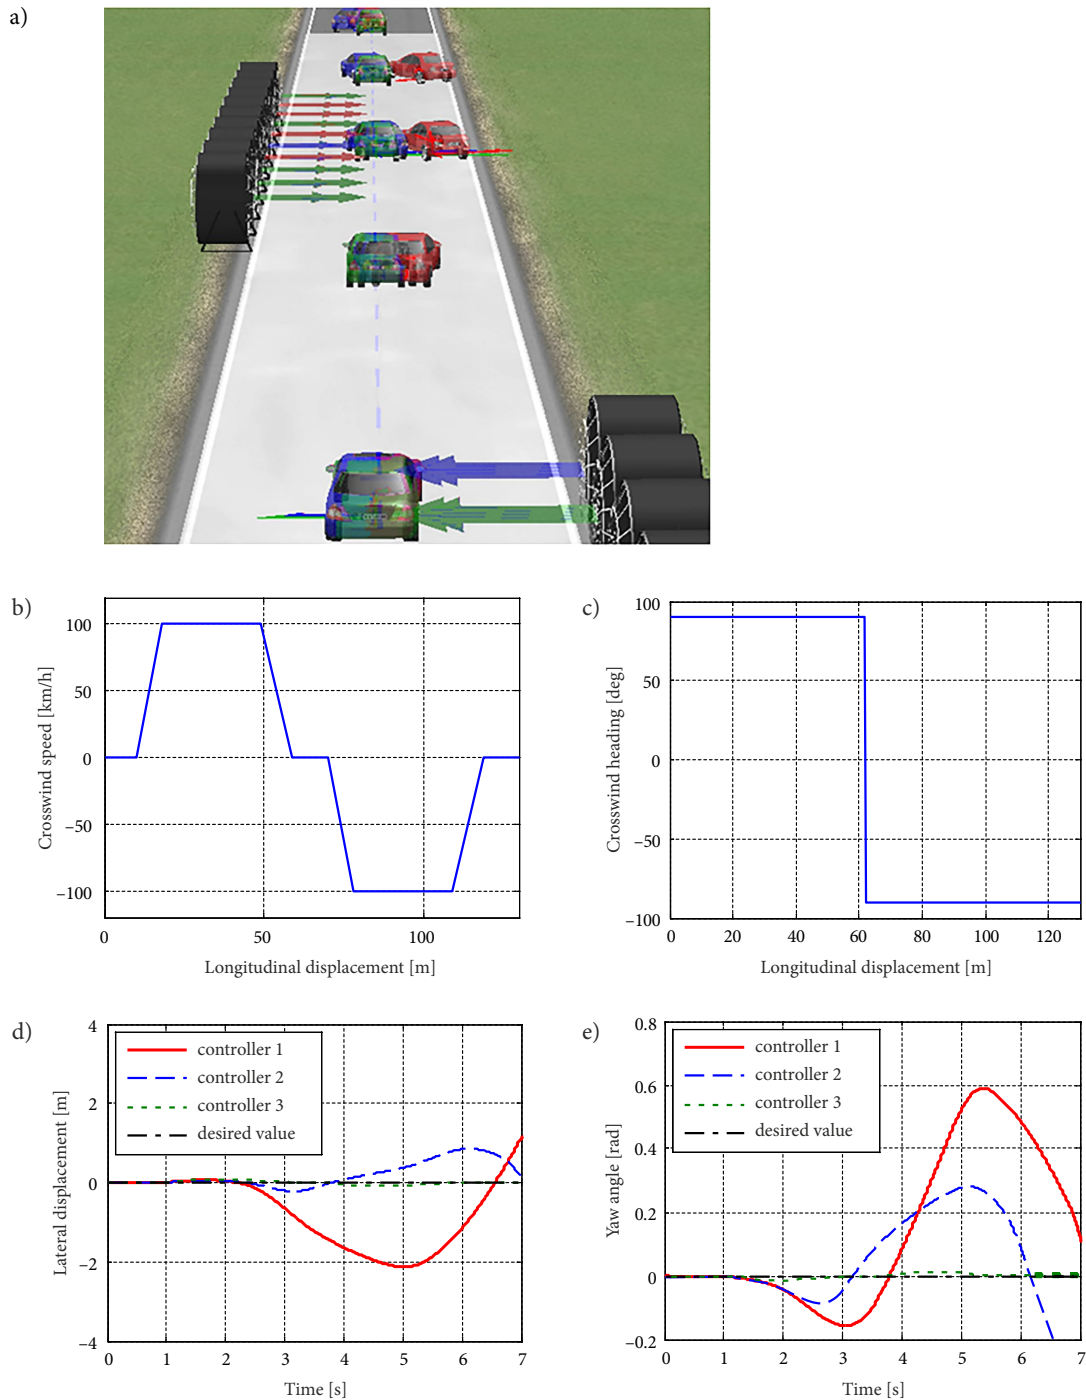 a)
b)
Crosswind speed [km/h]
100
50
0
−50
−100
0
50
100
Longitudinal displacement [m]
c)
Crosswind heading [deg]
100
50
0
−50
−100
0
20
40
60
80
100
120
Longitudinal displacement [m]
d)
Lateral displacement [m]
4
2
0
−2
−4
controller 1
controller 2
controller 3
desired value
0
1
2
3
4
5
6
7
Time [s]
e)
Yaw angle [rad]
0.8
0.6
0.4
0.2
0
−0.2
controller 1
controller 2
controller 3
desired value
0
1
2
3
4
5
6
7
Time [s]